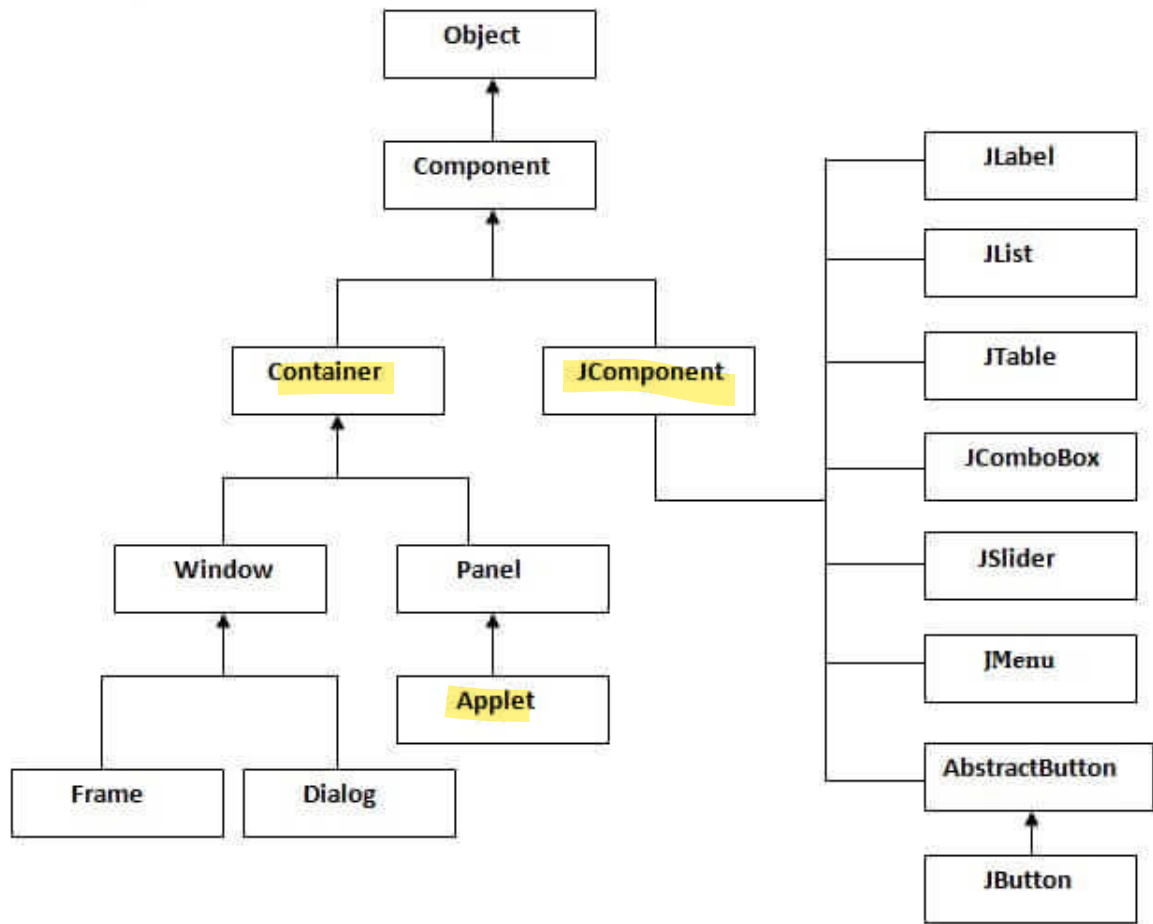 Object
Component
JLabel
JList
Container
JComponent
JTable
JComboBox
Window
Panel
JSlider
JMenu
Applet
AbstractButton
Frame
Dialog
JButton